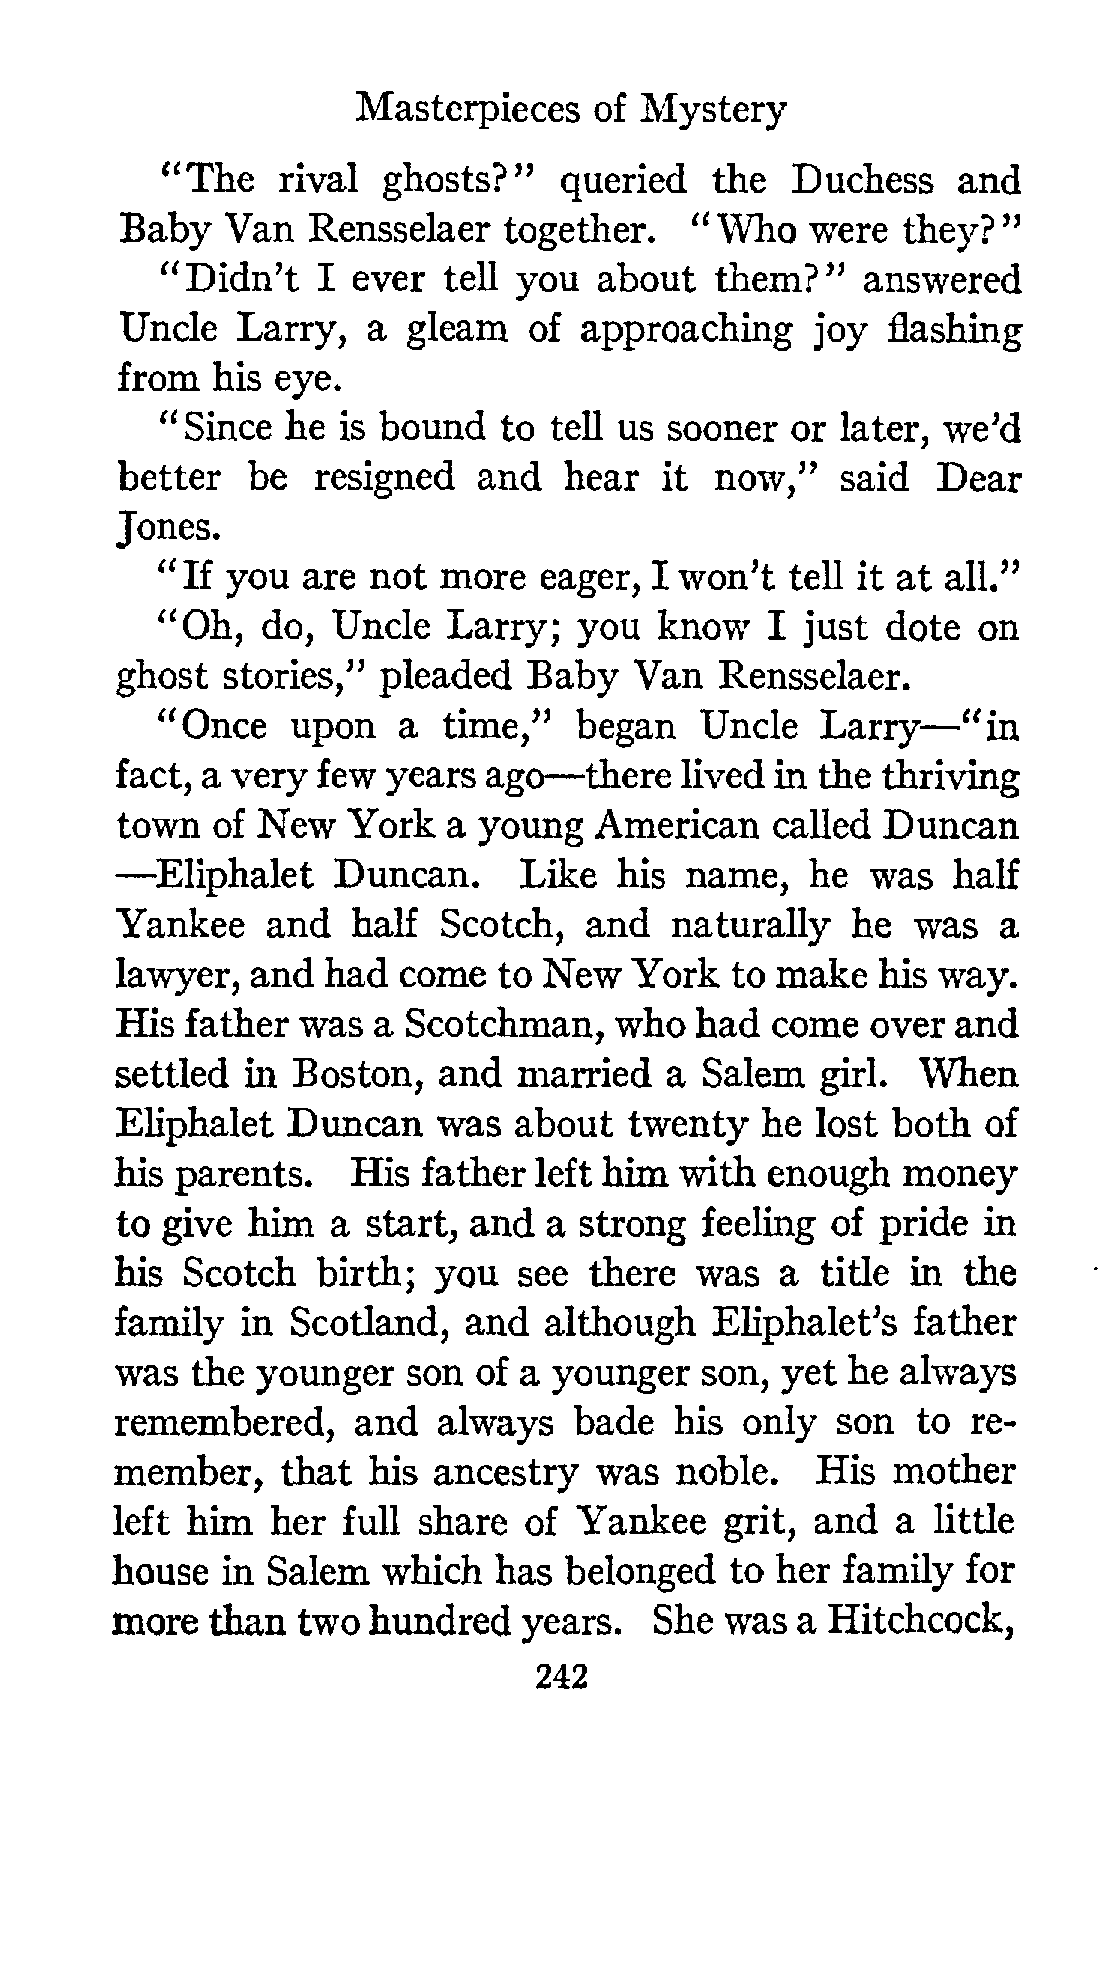 Masterpieces of Mystery
"The rival ghosts?" queried the Duchess and
Baby Van Rensselaer together. "Who were they?"
"Didn't I ever tell you about them?" answered
Uncle Larry, a gleam of approaching joy flashing
from his eye.
"Since he is bound to tell us sooner or later, we'd
better be resigned and hear it now," said Dear
Jones.
"If you are not more eager, I won't tell it at all."
"Oh, do, Uncle Larry; you know I just dote on
ghost stories," pleaded Baby Van Rensselaer.
"Once upon a time," began Uncle Larry—"in
fact, a very few years ago—there lived in the thriving
town of New York a young American called Duncan
—Eliphalet Duncan. Like his name, he was half
Yankee and half Scotch, and naturally he was a
lawyer, and had come to New York to make his way.
His father was a Scotchman, who had come over and
settled in Boston, and married a Salem girl. When
Eliphalet Duncan was about twenty he lost both of
his parents. His father left him with enough money
to give him a start, and a strong feeling of pride in
his Scotch birth; you see there was a title in the
family in Scotland, and although Eliphalet's father
was the younger son of a younger son, yet he always
remembered, and always bade his only son to re-
member, that his ancestry was noble. His mother
left him her full share of Yankee grit, and a little
house in Salem which has belonged to her family for
more than two hundred years. She was a Hitchcock,
242